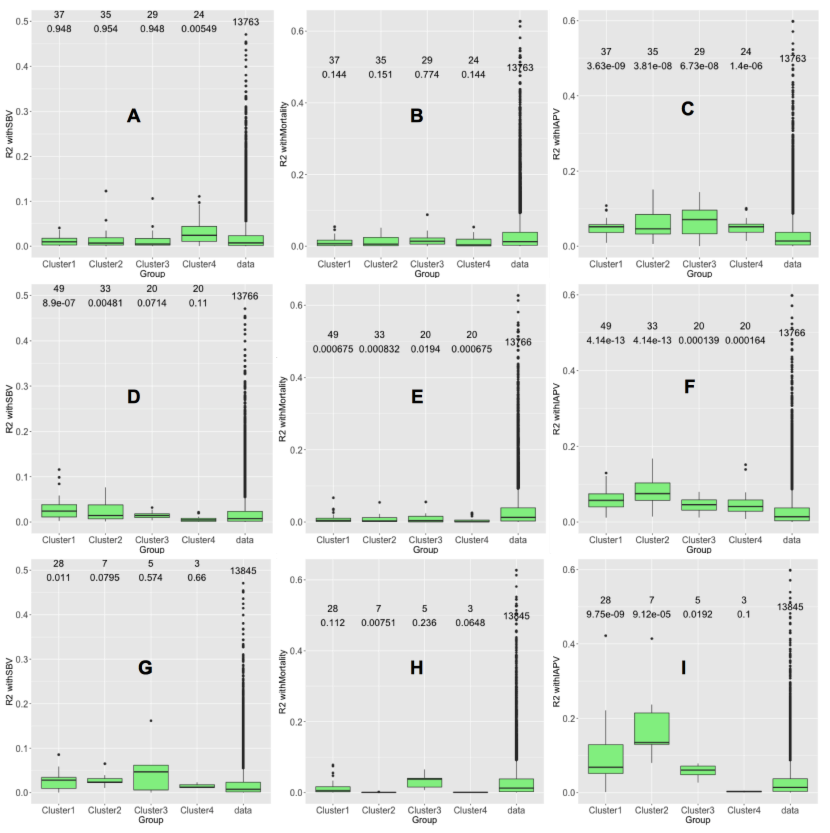 37 35 29 24 13763
0.948 0.954 0.948 0.00549
A
R2 withSBV
0.5
0.4
0.3
0.2
0.1
0.0
Cluster1 Cluster2 Cluster3 Cluster4 data
Group
37 35 29 24 13763
0.144 0.151 0.774 0.144
B
R2 withMortality
0.6
0.4
0.2
0.0
Cluster1 Cluster2 Cluster3 Cluster4 data
Group
37 35 29 24 13763
3.63e-09 3.81e-08 6.73e-08 1.4e-06
C
R2 withIAPV
0.6
0.4
0.2
0.0
Cluster1 Cluster2 Cluster3 Cluster4 data
Group
49 33 20 20 13766
8.9e-07 0.00481 0.0714 0.11
D
R2 withSBV
0.5
0.4
0.3
0.2
0.1
0.0
Cluster1 Cluster2 Cluster3 Cluster4 data
Group
49 33 20 20 13766
0.000675 0.000832 0.0194 0.000675
E
R2 withMortality
0.6
0.4
0.2
0.0
Cluster1 Cluster2 Cluster3 Cluster4 data
Group
49 33 20 20 13766
4.14e-13 4.14e-13 0.000139 0.000164
F
R2 withIAPV
0.6
0.4
0.2
0.0
Cluster1 Cluster2 Cluster3 Cluster4 data
Group
28 7 5 3 13845
0.011 0.0795 0.574 0.66
G
R2 withSBV
0.5
0.4
0.3
0.2
0.1
0.0
Cluster1 Cluster2 Cluster3 Cluster4 data
Group
28 7 5 3 13845
0.112 0.00751 0.236 0.0648
H
R2 withMortality
0.6
0.4
0.2
0.0
Cluster1 Cluster2 Cluster3 Cluster4 data
Group
28 7 5 3 13845
9.75e-09 9.12e-05 0.0192 0.1
I
R2 withIAPV
0.6
0.4
0.2
0.0
Cluster1 Cluster2 Cluster3 Cluster4 data
Group